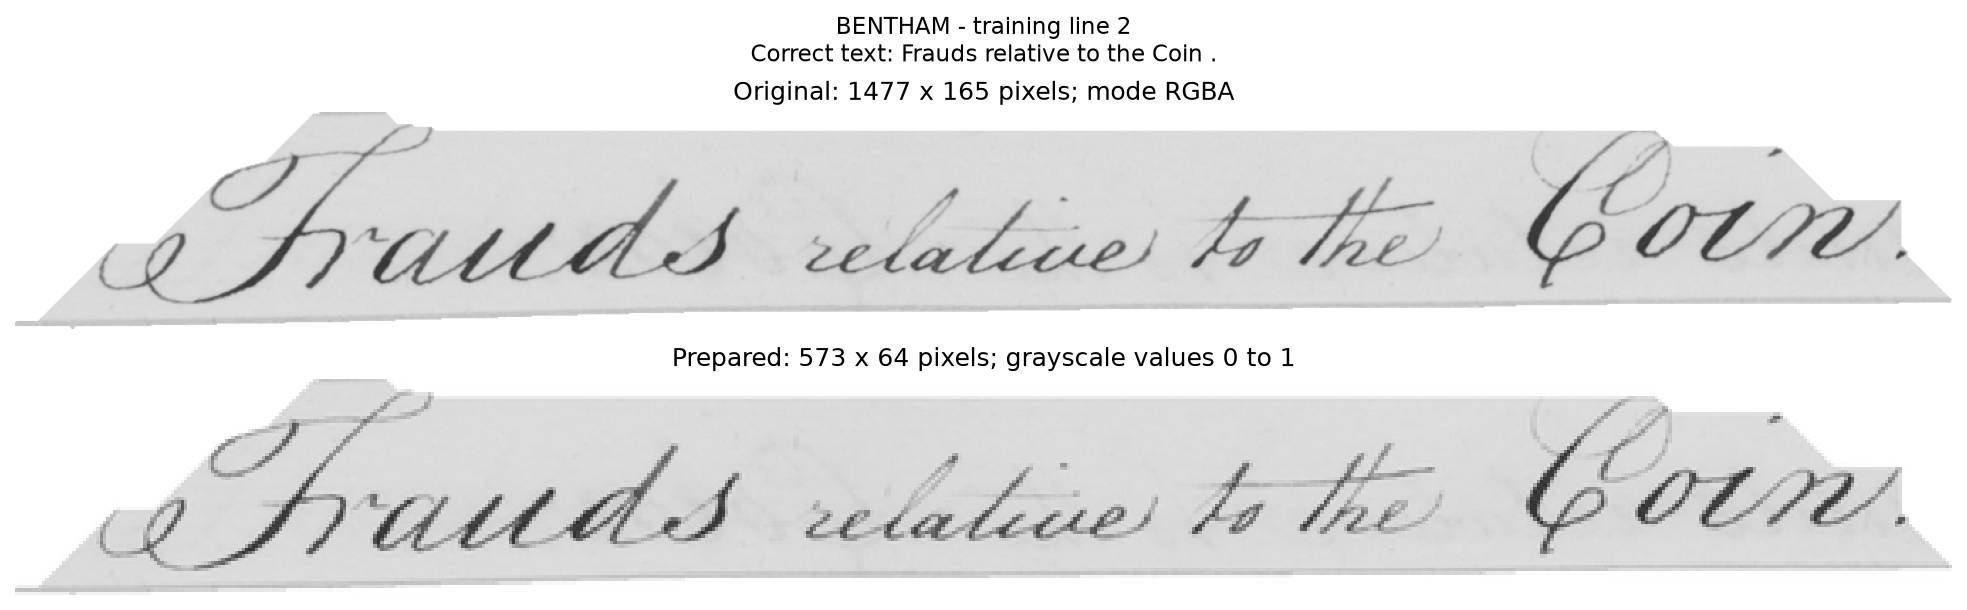 BENTHAM - training line 2
Correct text: Frauds relative to the Coin .
Original: 1477 x 165 pixels; mode RGBA
Frauds relative to the Coin.
Prepared: 573 x 64 pixels; grayscale values 0 to 1
Frauds relative to the Coin.